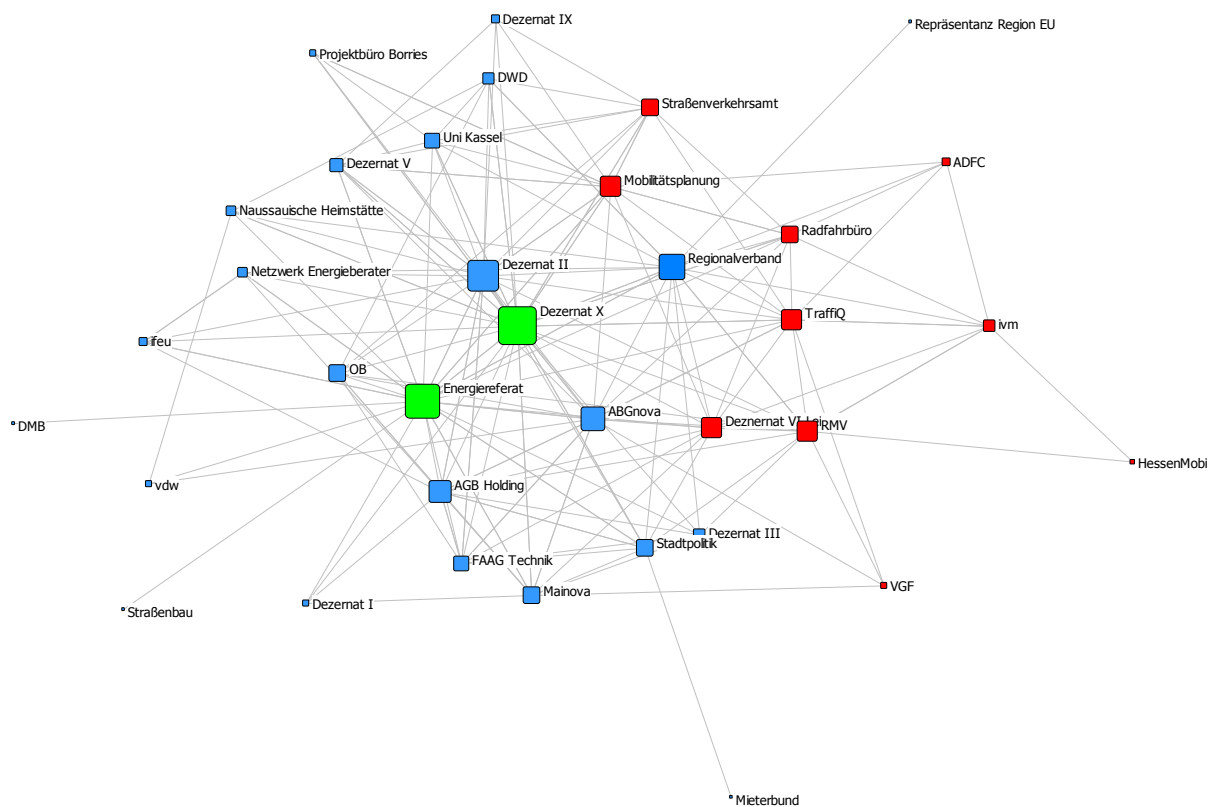 Dezernat IX
Repräsentanz Region EU
Projektbüro Borries
DWD
Straßenverkehrsamt
Uni Kassel
Dezernat V
ADFC
Mobilitätsplanung
Naussauische Heimstätte
Radfahrbüro
Regionalverband
Dezernat II
Netzwerk Energieberater
Dezernat X
TraffiQ
ivm
ifeu
OB
Energiereferat
ABGnova
DMB
Deznernat VI Lei
RMV
HessenMobi
vdw
AGB Holding
Dezernat III
Stadtpolitik
FAAG Technik
VGF
Mainova
Dezernat I
Straßenbau
Mieterbund